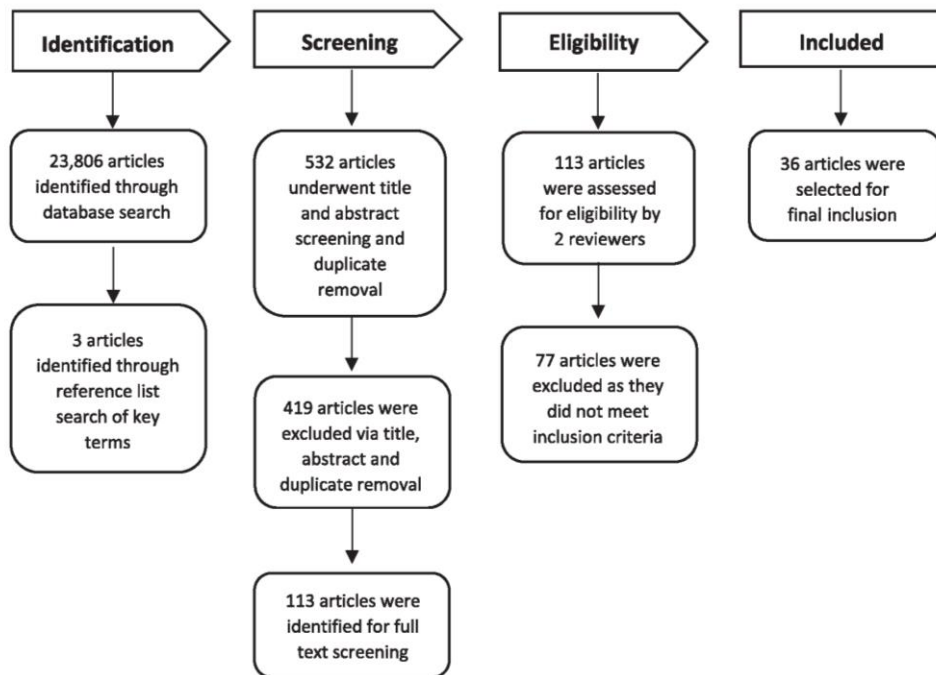 Identification
23,806 articles
identified through
database search
3 articles
identified through
reference list
search of key
terms
Screening
532 articles
underwent title
and abstract
screening and
duplicate
removal
419 articles were
excluded via title,
abstract and
duplicate removal
113 articles were
identified for full
text screening
Eligibility
113 articles
were assessed
for eligibility by
2 reviewers
77 articles were
excluded as they
did not meet
inclusion criteria
Included
36 articles were
selected for
final inclusion